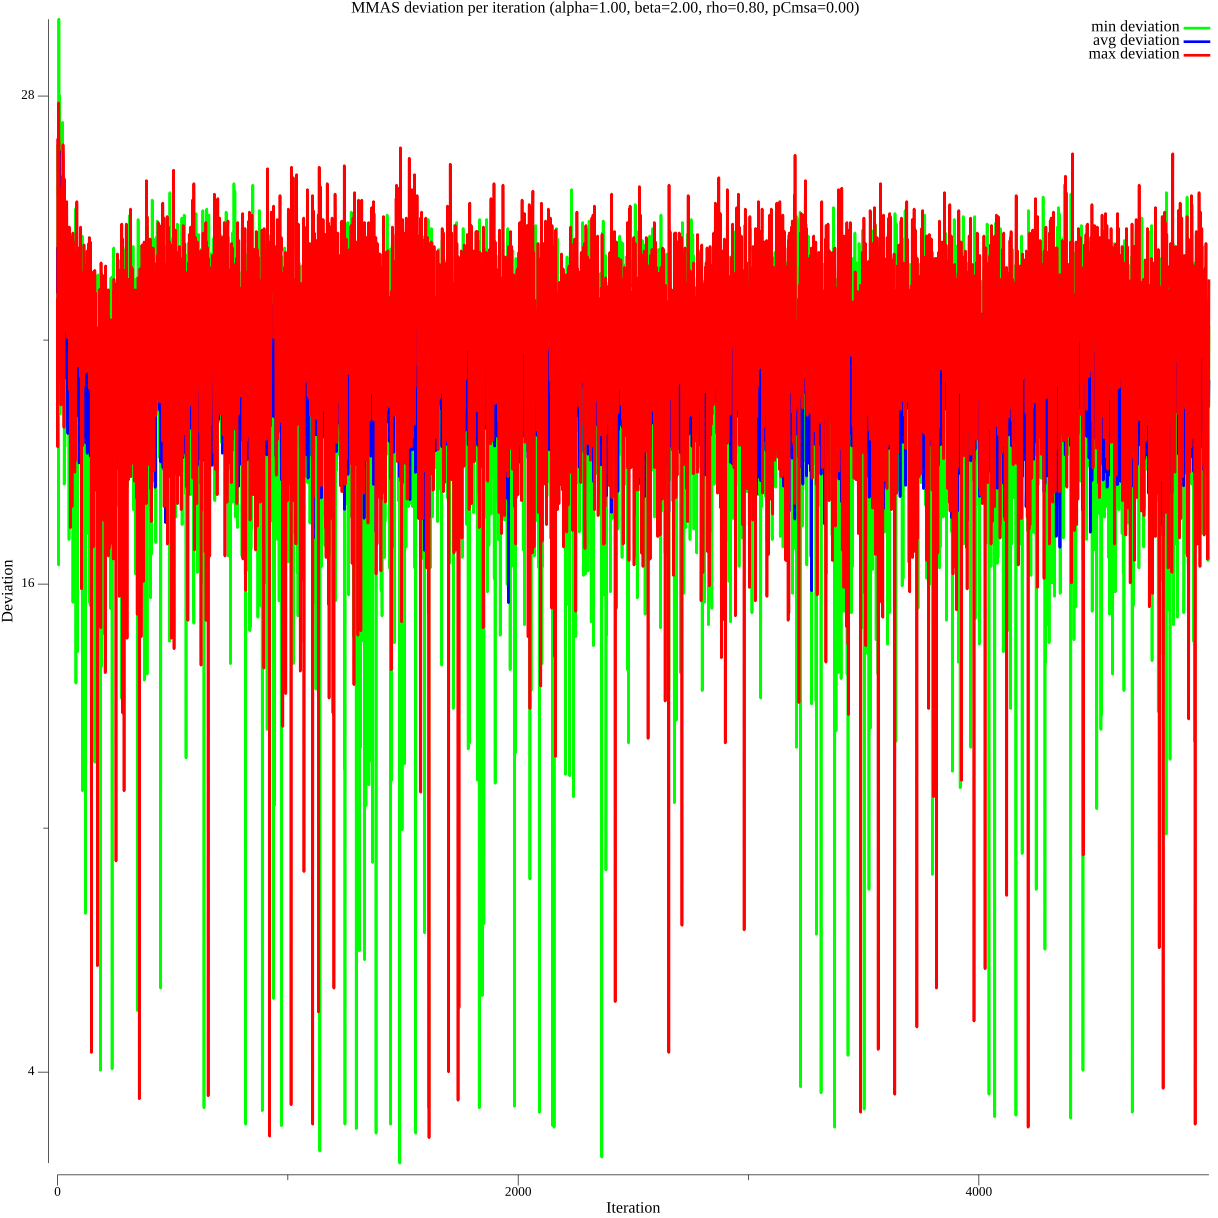 MMAS deviation per iteration (alpha=1.00, beta=2.00, rho=0.80, pCmsa=0.00)
min deviation
avg deviation
max deviation
28
16
4
Deviation
0
2000
4000
Iteration